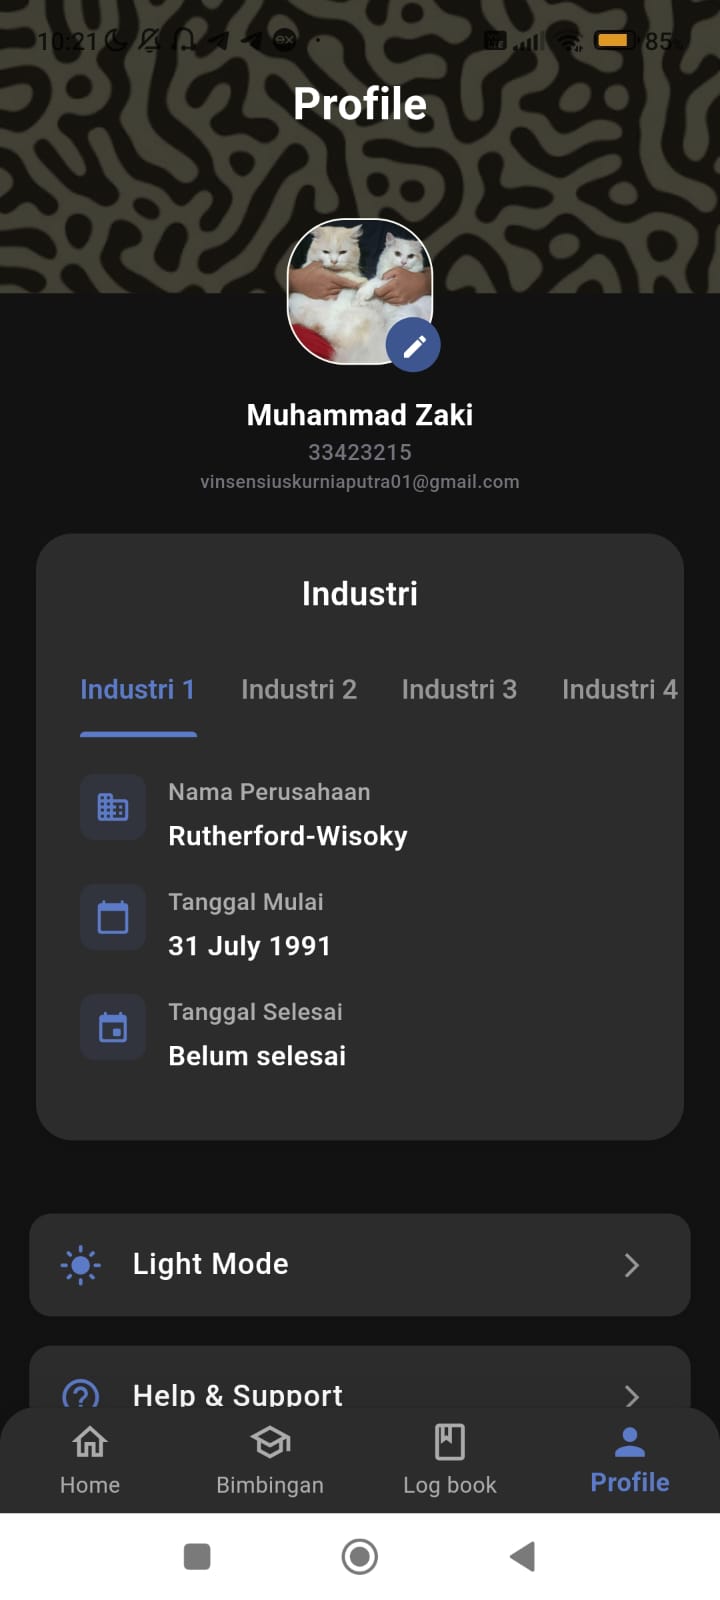 10:21
85
Profile
Muhammad Zaki
33423215
vinsensiuskurniaputra01@gmail.com
Industri
Industri 1 Industri 2 Industri 3 Industri 4
Nama Perusahaan
Rutherford-Wisoky
Tanggal Mulai
31 July 1991
Tanggal Selesai
Belum selesai
Light Mode
Help & Support
Home Bimbingan Log book Profile